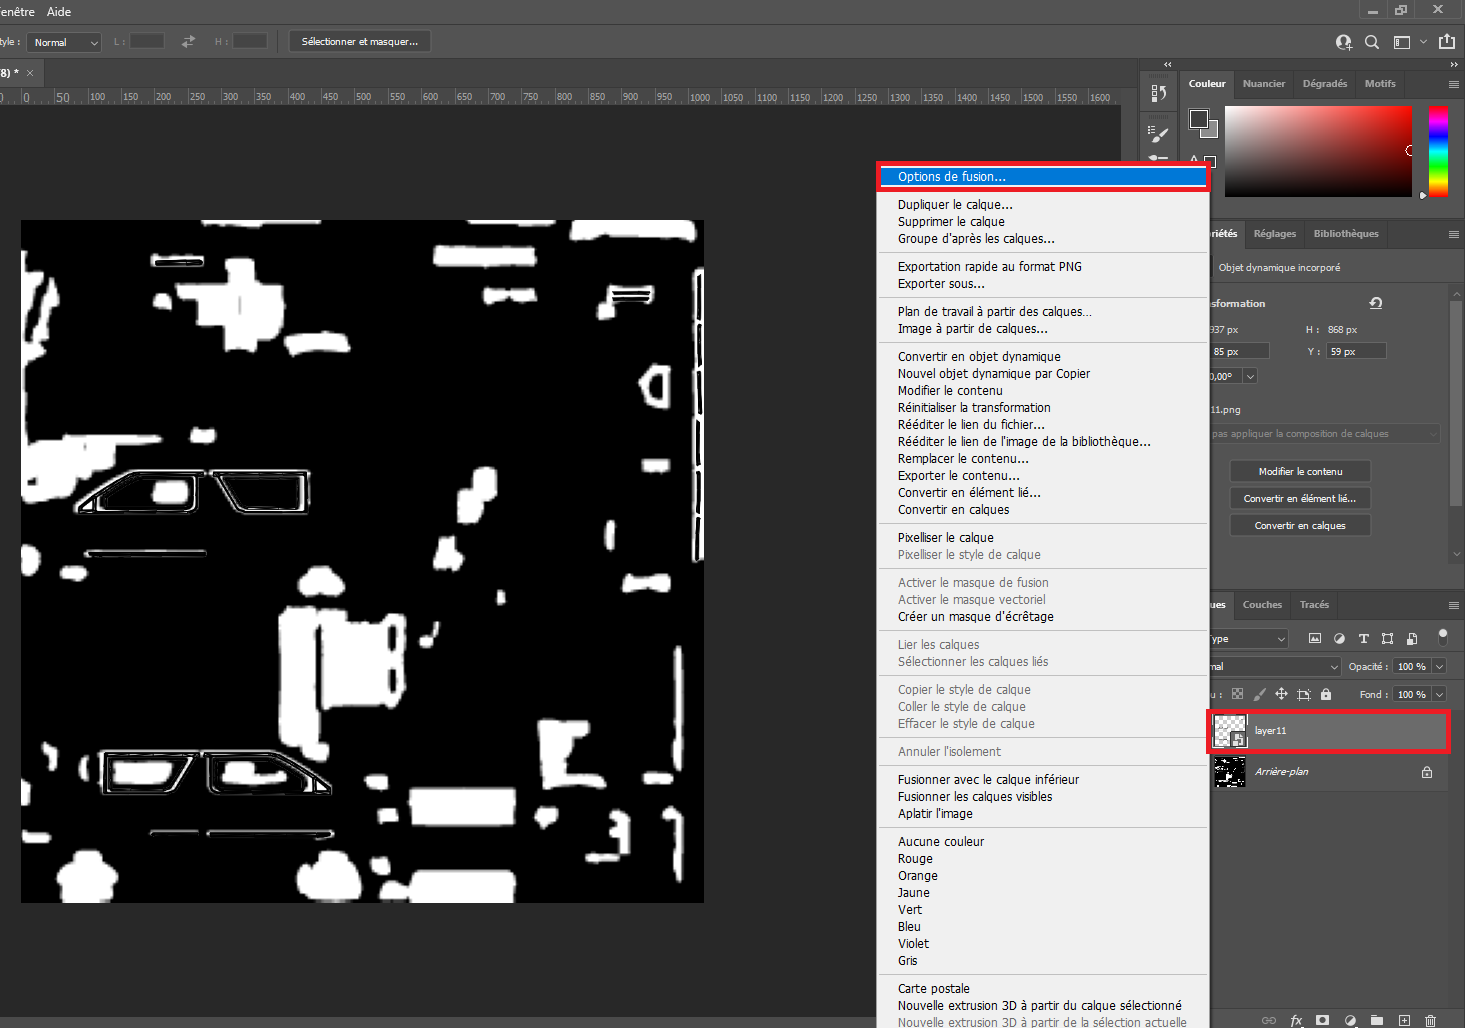 enêtre Aide
tyle : Normal L : H : Sélectionner et masquer...
/8) * ×
0 50 100 150 200 250 300 350 400 450 500 550 600 650 700 750 800 850 900 950 1000 1050 1100 1150 1200 1250 1300 1350 1400 1450 1500 1550 1600
Couleur Nuancier Dégradés Motifs
Options de fusion...
Dupliquer le calque...
Supprimer le calque
Groupe d'après les calques...
Exportation rapide au format PNG
Exporter sous...
Plan de travail à partir des calques...
Image à partir de calques...
Convertir en objet dynamique
Nouvel objet dynamique par Copier
Modifier le contenu
Réinitialiser la transformation
Rééditer le lien du fichier...
Rééditer le lien de l'image de la bibliothèque...
Remplacer le contenu...
Exporter le contenu...
Convertir en élément lié...
Convertir en calques
Pixelliser le calque
Pixelliser le style de calque
Activer le masque de fusion
Activer le masque vectoriel
Créer un masque d'écrêtage
Lier les calques
Sélectionner les calques liés
Copier le style de calque
Coller le style de calque
Effacer le style de calque
Annuler l'isolement
Fusionner avec le calque inférieur
Fusionner les calques visibles
Aplatir l'image
Aucune couleur
Rouge
Orange
Jaune
Vert
Bleu
Violet
Gris
Carte postale
Nouvelle extrusion 3D à partir du calque sélectionné
Nouvelle extrusion 3D à partir de la sélection actuelle
riétés Réglages Bibliothèques
Objet dynamique incorporé
sformation
937 px H : 868 px
85 px Y : 59 px
0,00°
11.png
pas appliquer la composition de calques
Modifier le contenu
Convertir en élément lié...
Convertir en calques
ues Couches Tracés
ype
mal Opacité : 100 %
u : Fond : 100 %
layer11
Arrière-plan
fx